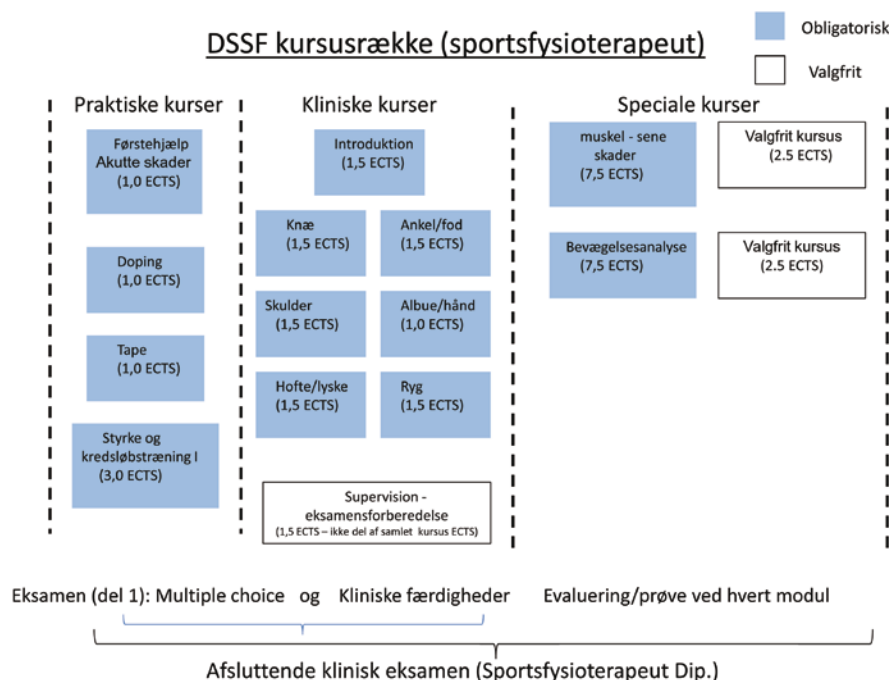 DSSF kursusrække (sportsfysioterapeut)
Obligatorisk
Valgfrit
Praktiske kurser
Førstehjælp
Akutte skader
(1,0 ECTS)
Doping
(1,0 ECTS)
Tape
(1,0 ECTS)
Styrke og
kredsløbstræning I
(3,0 ECTS)
Kliniske kurser
Introduktion
(1,5 ECTS)
Knæ
(1,5 ECTS)
Ankel/fod
(1,5 ECTS)
Skulder
(1,5 ECTS)
Albue/hånd
(1,0 ECTS)
Hofte/lyske
(1,5 ECTS)
Ryg
(1,5 ECTS)
Supervision -
eksamensforberedelse
(1,5 ECTS – ikke del af samlet kursus ECTS)
Speciale kurser
muskel - sene
skader
(7,5 ECTS)
Valgfrit kursus
(2.5 ECTS)
Bevægelsesanalyse
(7,5 ECTS)
Valgfrit kursus
(2.5 ECTS)
Eksamen (del 1): Multiple choice og Kliniske færdigheder
Evaluering/prøve ved hvert modul
Afsluttende klinisk eksamen (Sportsfysioterapeut Dip.)